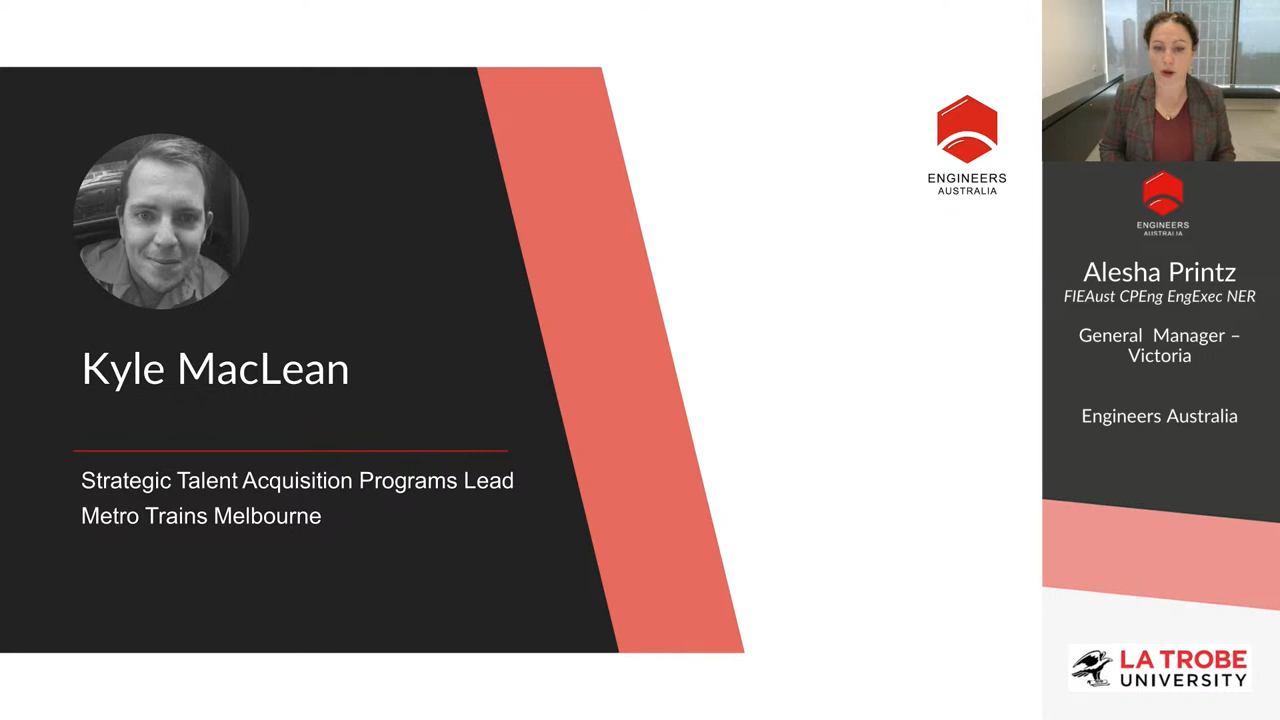 Kyle MacLean
Strategic Talent Acquisition Programs Lead
Metro Trains Melbourne
ENGINEERS
AUSTRALIA
ENGINEERS
AUSTRALIA
Alesha Printz
FIEAust CPEng EngExec NER
General Manager –
Victoria
Engineers Australia
LA TROBE
UNIVERSITY